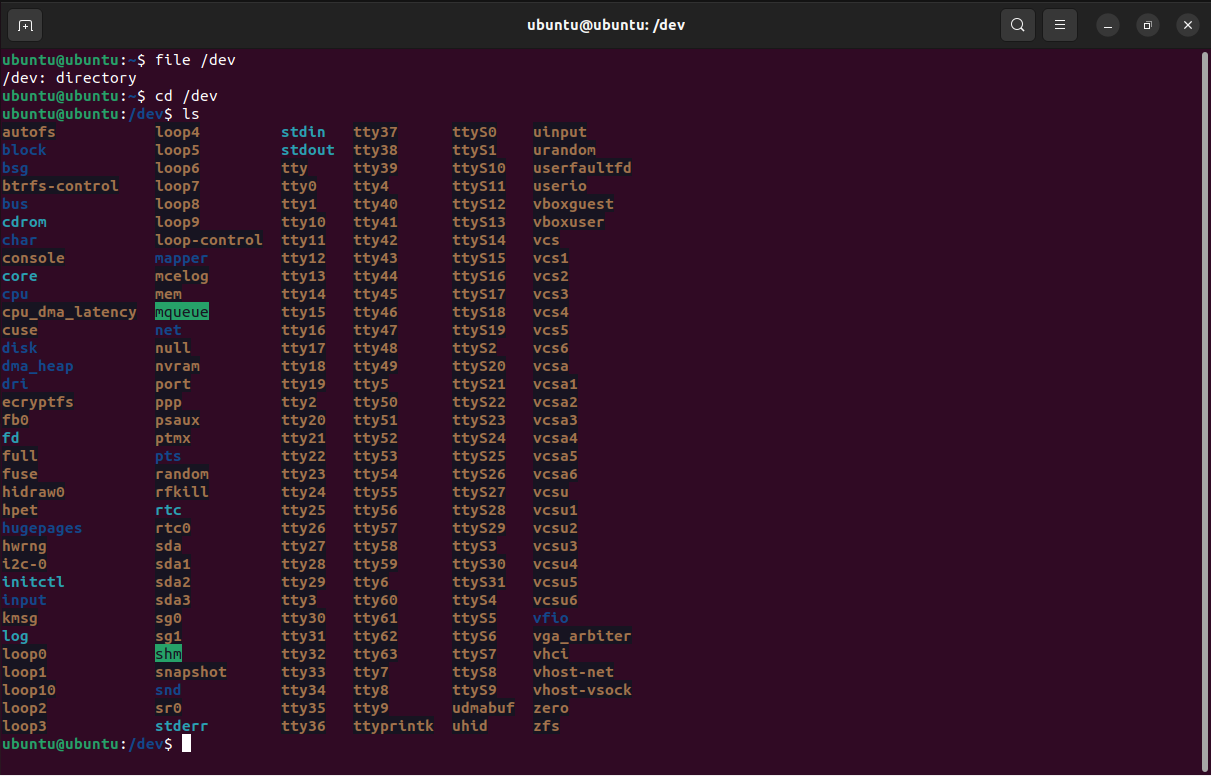 ubuntu@ubuntu: /dev
ubuntu@ubuntu:~$ file /dev
/dev: directory
ubuntu@ubuntu:~$ cd /dev
ubuntu@ubuntu:/dev$ ls
autofs loop4 stdin tty37 ttyS0 uinput
block loop5 stdout tty38 ttyS1 urandom
bsg loop6 tty tty39 ttyS10 userfaultfd
btrfs-control loop7 tty0 tty4 ttyS11 userio
bus loop8 tty1 tty40 ttyS12 vboxguest
cdrom loop9 tty10 tty41 ttyS13 vboxuser
char loop-control tty11 tty42 ttyS14 vcs
console mapper tty12 tty43 ttyS15 vcs1
core mcelog tty13 tty44 ttyS16 vcs2
cpu mem tty14 tty45 ttyS17 vcs3
cpu_dma_latency mqueue tty15 tty46 ttyS18 vcs4
cuse net tty16 tty47 ttyS19 vcs5
disk null tty17 tty48 ttyS2 vcs6
dma_heap nvram tty18 tty49 ttyS20 vcsa
dri port tty19 tty5 ttyS21 vcsa1
ecryptfs ppp tty2 tty50 ttyS22 vcsa2
fb0 psaux tty20 tty51 ttyS23 vcsa3
fd ptmx tty21 tty52 ttyS24 vcsa4
full pts tty22 tty53 ttyS25 vcsa5
fuse random tty23 tty54 ttyS26 vcsa6
hidraw0 rfkill tty24 tty55 ttyS27 vcsu
hpet rtc tty25 tty56 ttyS28 vcsu1
hugepages rtc0 tty26 tty57 ttyS29 vcsu2
hwrng sda tty27 tty58 ttyS3 vcsu3
i2c-0 sda1 tty28 tty59 ttyS30 vcsu4
initctl sda2 tty29 tty6 ttyS31 vcsu5
input sda3 tty3 tty60 ttyS4 vcsu6
kmsg sg0 tty30 tty61 ttyS5 vfio
log sg1 tty31 tty62 ttyS6 vga_arbiter
loop0 shm tty32 tty63 ttyS7 vhci
loop1 snapshot tty33 tty7 ttyS8 vhost-net
loop10 snd tty34 tty8 ttyS9 vhost-vsock
loop2 sr0 tty35 tty9 udmabuf zero
loop3 stderr tty36 ttyprintk uhid zfs
ubuntu@ubuntu:/dev$